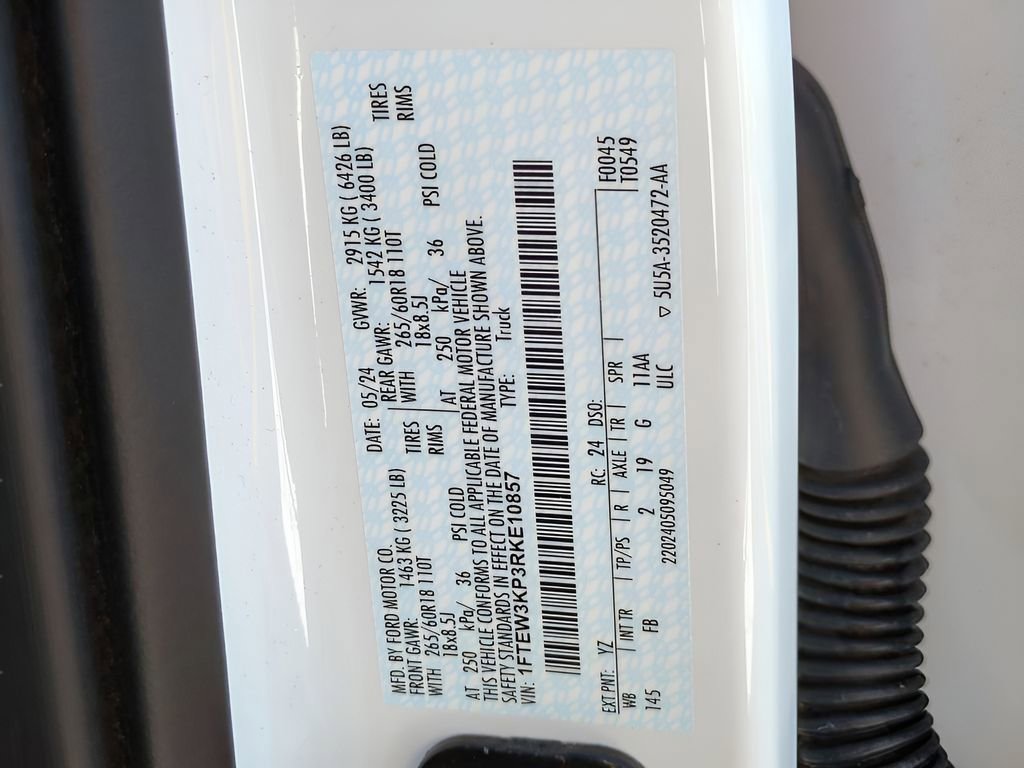 MFD BY FORD MOTOR CO.
DATE: 05/24 GVWR: 2915 KG ( 6426 LB)
FRONT GAWR: 1463 KG ( 3225 LB)
REAR GAWR: 1542 KG ( 3400 LB)
WITH 265/60R18 110T TIRES
WITH 265/60R18 110T TIRES
18x8.5J RIMS
18x8.5J RIMS
AT 250 kPa/ 36 PSI COLD
AT 250 kPa/ 36 PSI COLD
THIS VEHICLE CONFORMS TO ALL APPLICABLE FEDERAL MOTOR VEHICLE
SAFETY STANDARDS IN EFFECT ON THE DATE OF MANUFACTURE SHOWN ABOVE.
VIN: 1FTEW3KP3RKE10857 TYPE: Truck
F0045
EXT PNT: YZ RC: 24 DSO: T0549
WB | INT TR | TP/PS | R | AXLE | TR | SPR |
145 FB 2 19 G 11AA
ULC
2202405095049 ▽ 5U5A-3520472-AA